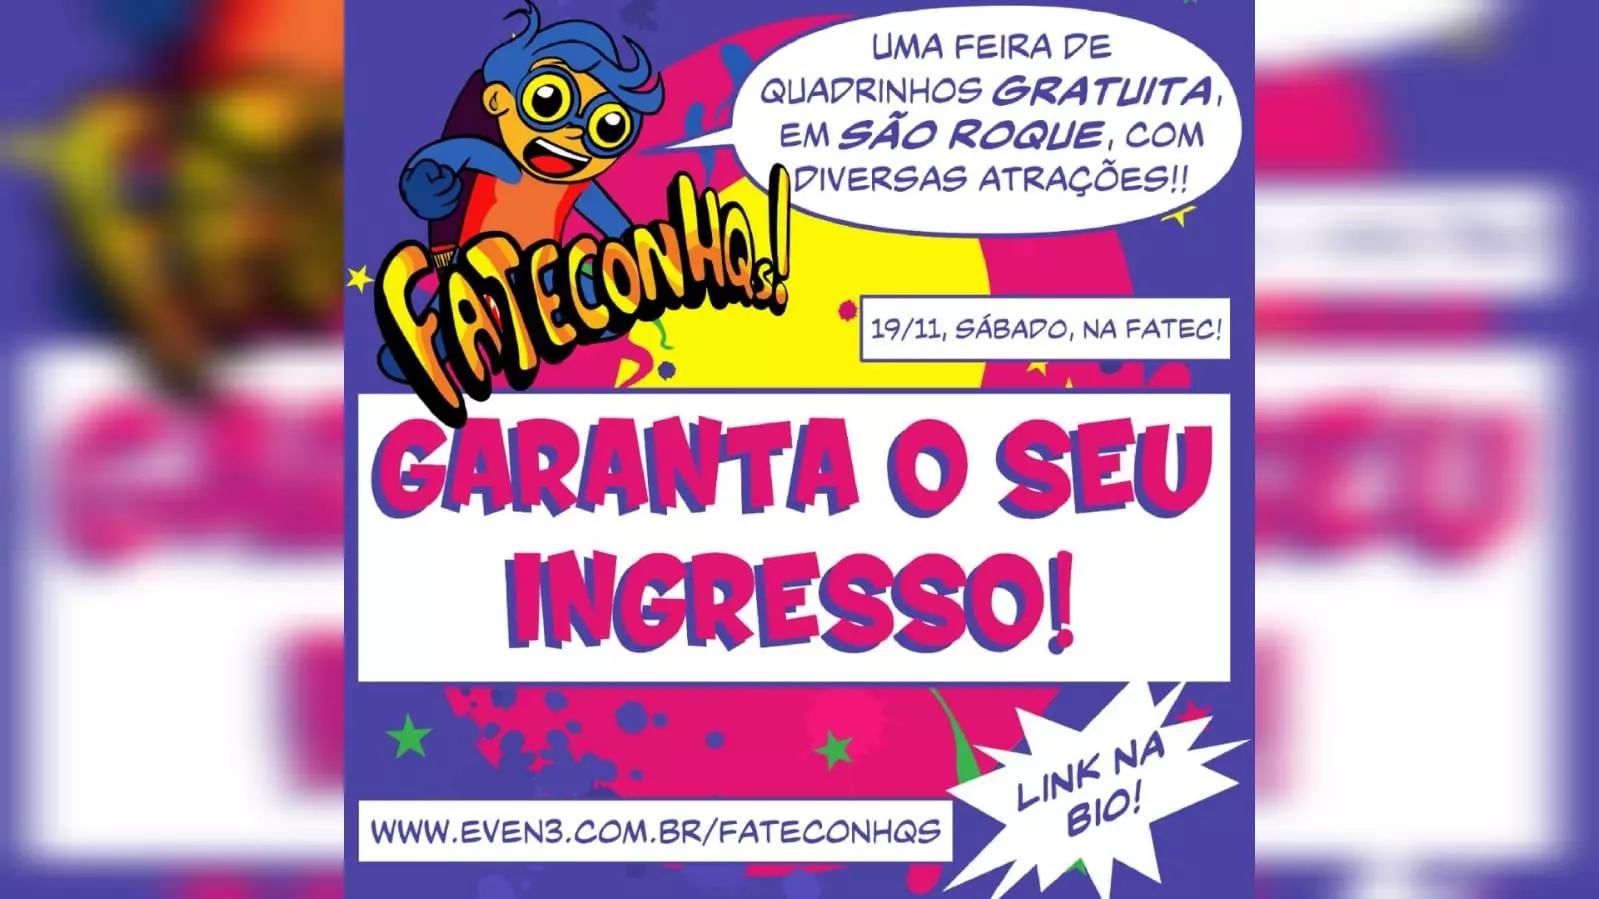 UMA FEIRA DE
QUADRINHOS GRATUITA,
EM SÃO ROQUE, COM
DIVERSAS ATRAÇÕES!!
FATECONHQs!
19/11, SÁBADO, NA FATEC!
GARANTA O SEU
INGRESSO!
LINK NA
BIO!
WWW.EVEN3.COM.BR/FATECONHQS